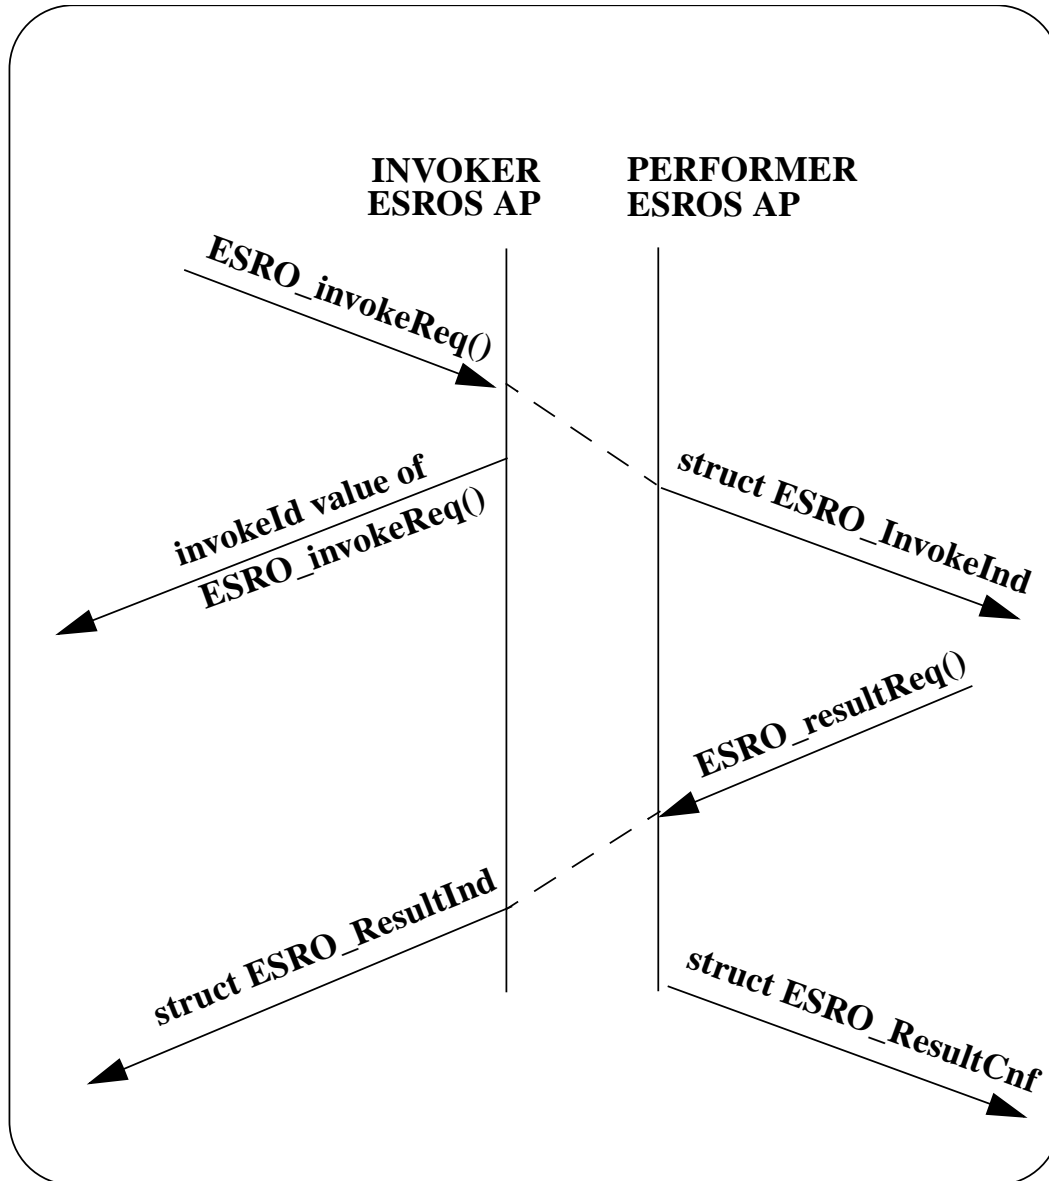 INVOKER
ESROS AP
PERFORMER
ESROS AP
ESRO_invokeReq()
invokeId value of
ESRO_invokeReq()
struct ESRO_InvokeInd
ESRO_resultReq()
struct ESRO_ResultInd
struct ESRO_ResultCnf